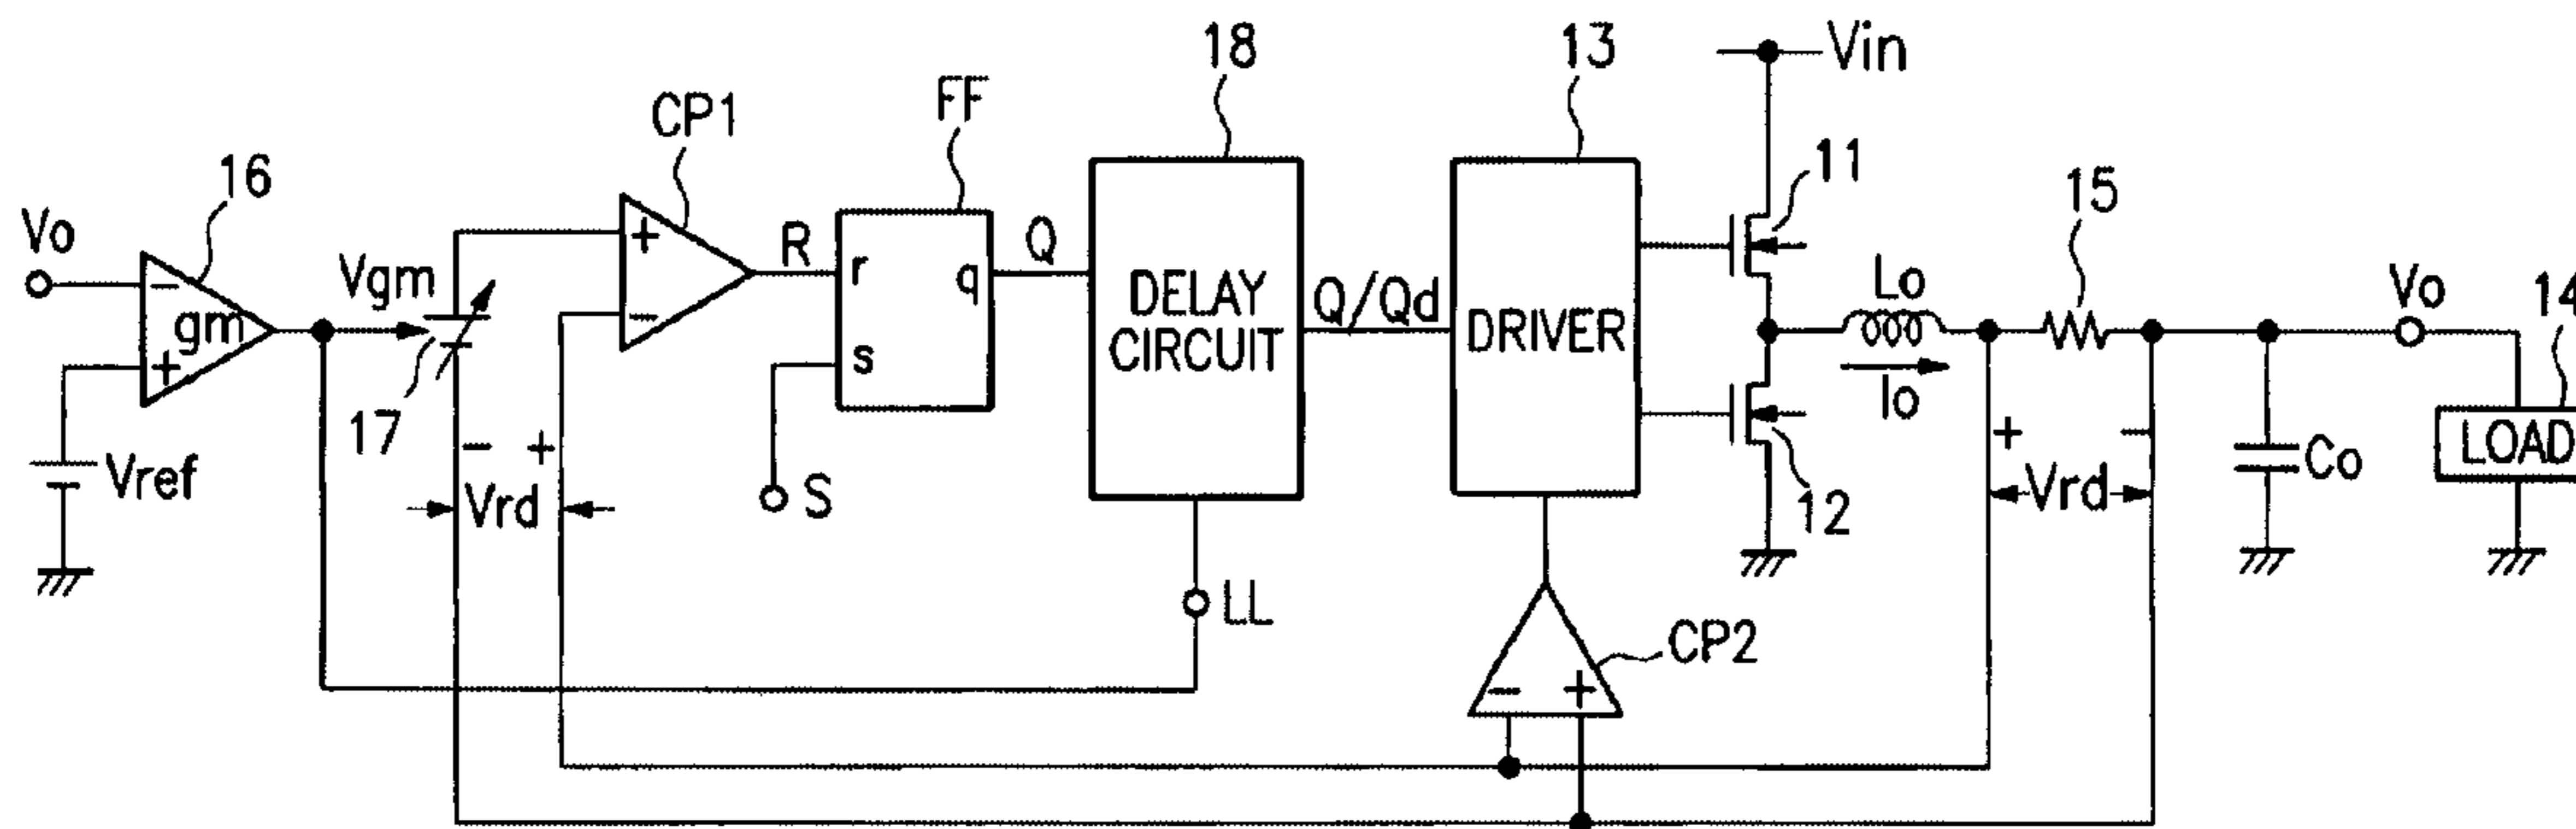 18
13
Vin
FF
CP1
11
16
15
Vo
R
Q
Vgm
r
q
Lo
Vo
14
−
+
DELAY
CIRCUIT
Q/Qd
DRIVER
gm
−
s
Io
+
17
−
+
+
−
LOAD
Vref
Vrd
S
Vrd
Co
12
LL
CP2
−
+